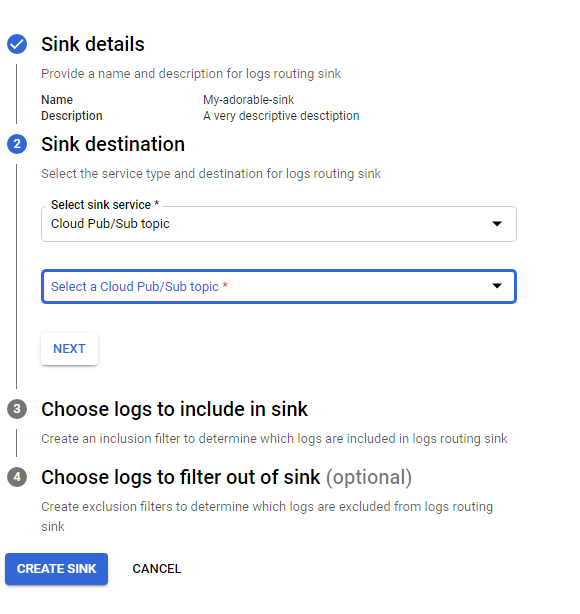 Sink details
Provide a name and description for logs routing sink
Name My-adorable-sink
Description A very descriptive desctiption
2 Sink destination
Select the service type and destination for logs routing sink
Select sink service *
Cloud Pub/Sub topic
Select a Cloud Pub/Sub topic *
NEXT
3 Choose logs to include in sink
Create an inclusion filter to determine which logs are included in logs routing sink
4 Choose logs to filter out of sink (optional)
Create exclusion filters to determine which logs are excluded from logs routing
sink
CREATE SINK CANCEL